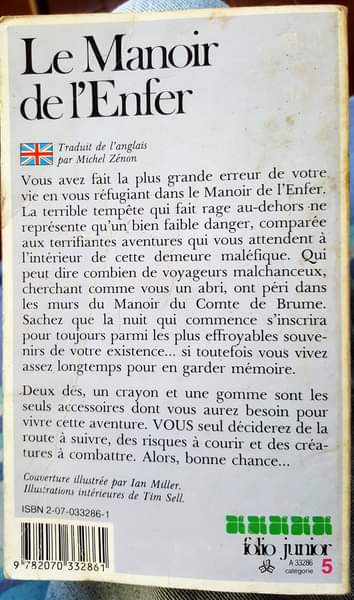 Le Manoir
de l'Enfer
Traduit de l'anglais
par Michel Zénon
Vous avez fait la plus grande erreur de votre
vie en vous réfugiant dans le Manoir de l'Enfer.
La terrible tempête qui fait rage au-dehors ne
représente qu'un bien faible danger, comparée
aux terrifiantes aventures qui vous attendent à
l'intérieur de cette demeure maléfique. Qui
peut dire combien de voyageurs malchanceux,
cherchant comme vous un abri, ont péri dans
les murs du Manoir du Comte de Brume.
Sachez que la nuit qui commence s'inscrira
pour toujours parmi les plus effroyables souve-
nirs de votre existence... si toutefois vous vivez
assez longtemps pour en garder mémoire.
Deux dés, un crayon et une gomme sont les
seuls accessoires dont vous aurez besoin pour
vivre cette aventure. VOUS seul déciderez de la
route à suivre, des risques à courir et des créa-
tures à combattre. Alors, bonne chance...
Couverture illustrée par Ian Miller.
Illustrations intérieures de Tim Sell.
ISBN 2-07-033286-1
9 782070 332861
folio junior
A 33286
catégorie 5